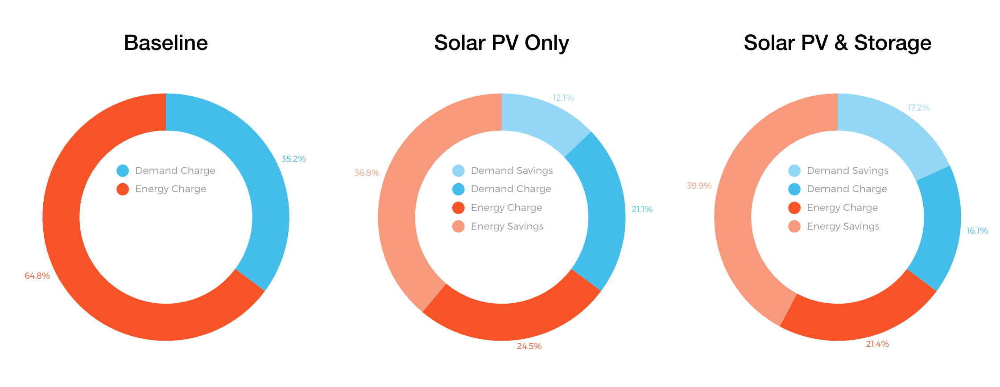 Baseline
35.2%
Demand Charge
Energy Charge
64.8%
Solar PV Only
12.1%
36.8%
Demand Savings
Demand Charge
Energy Charge
Energy Savings
21.1%
24.5%
Solar PV & Storage
17.2%
39.9%
Demand Savings
Demand Charge
Energy Charge
Energy Savings
16.1%
21.4%